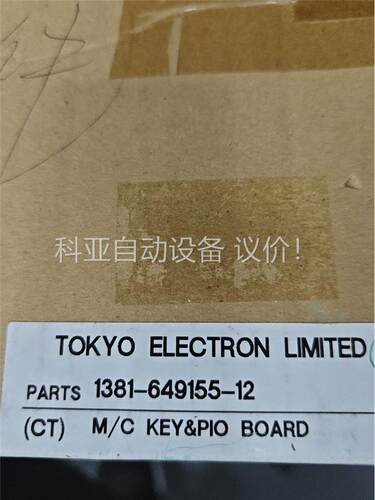 科亚自动设备 议价！
TOKYO ELECTRON LIMITED
PARTS 1381-649155-12
(CT) M/C KEY&PIO BOARD